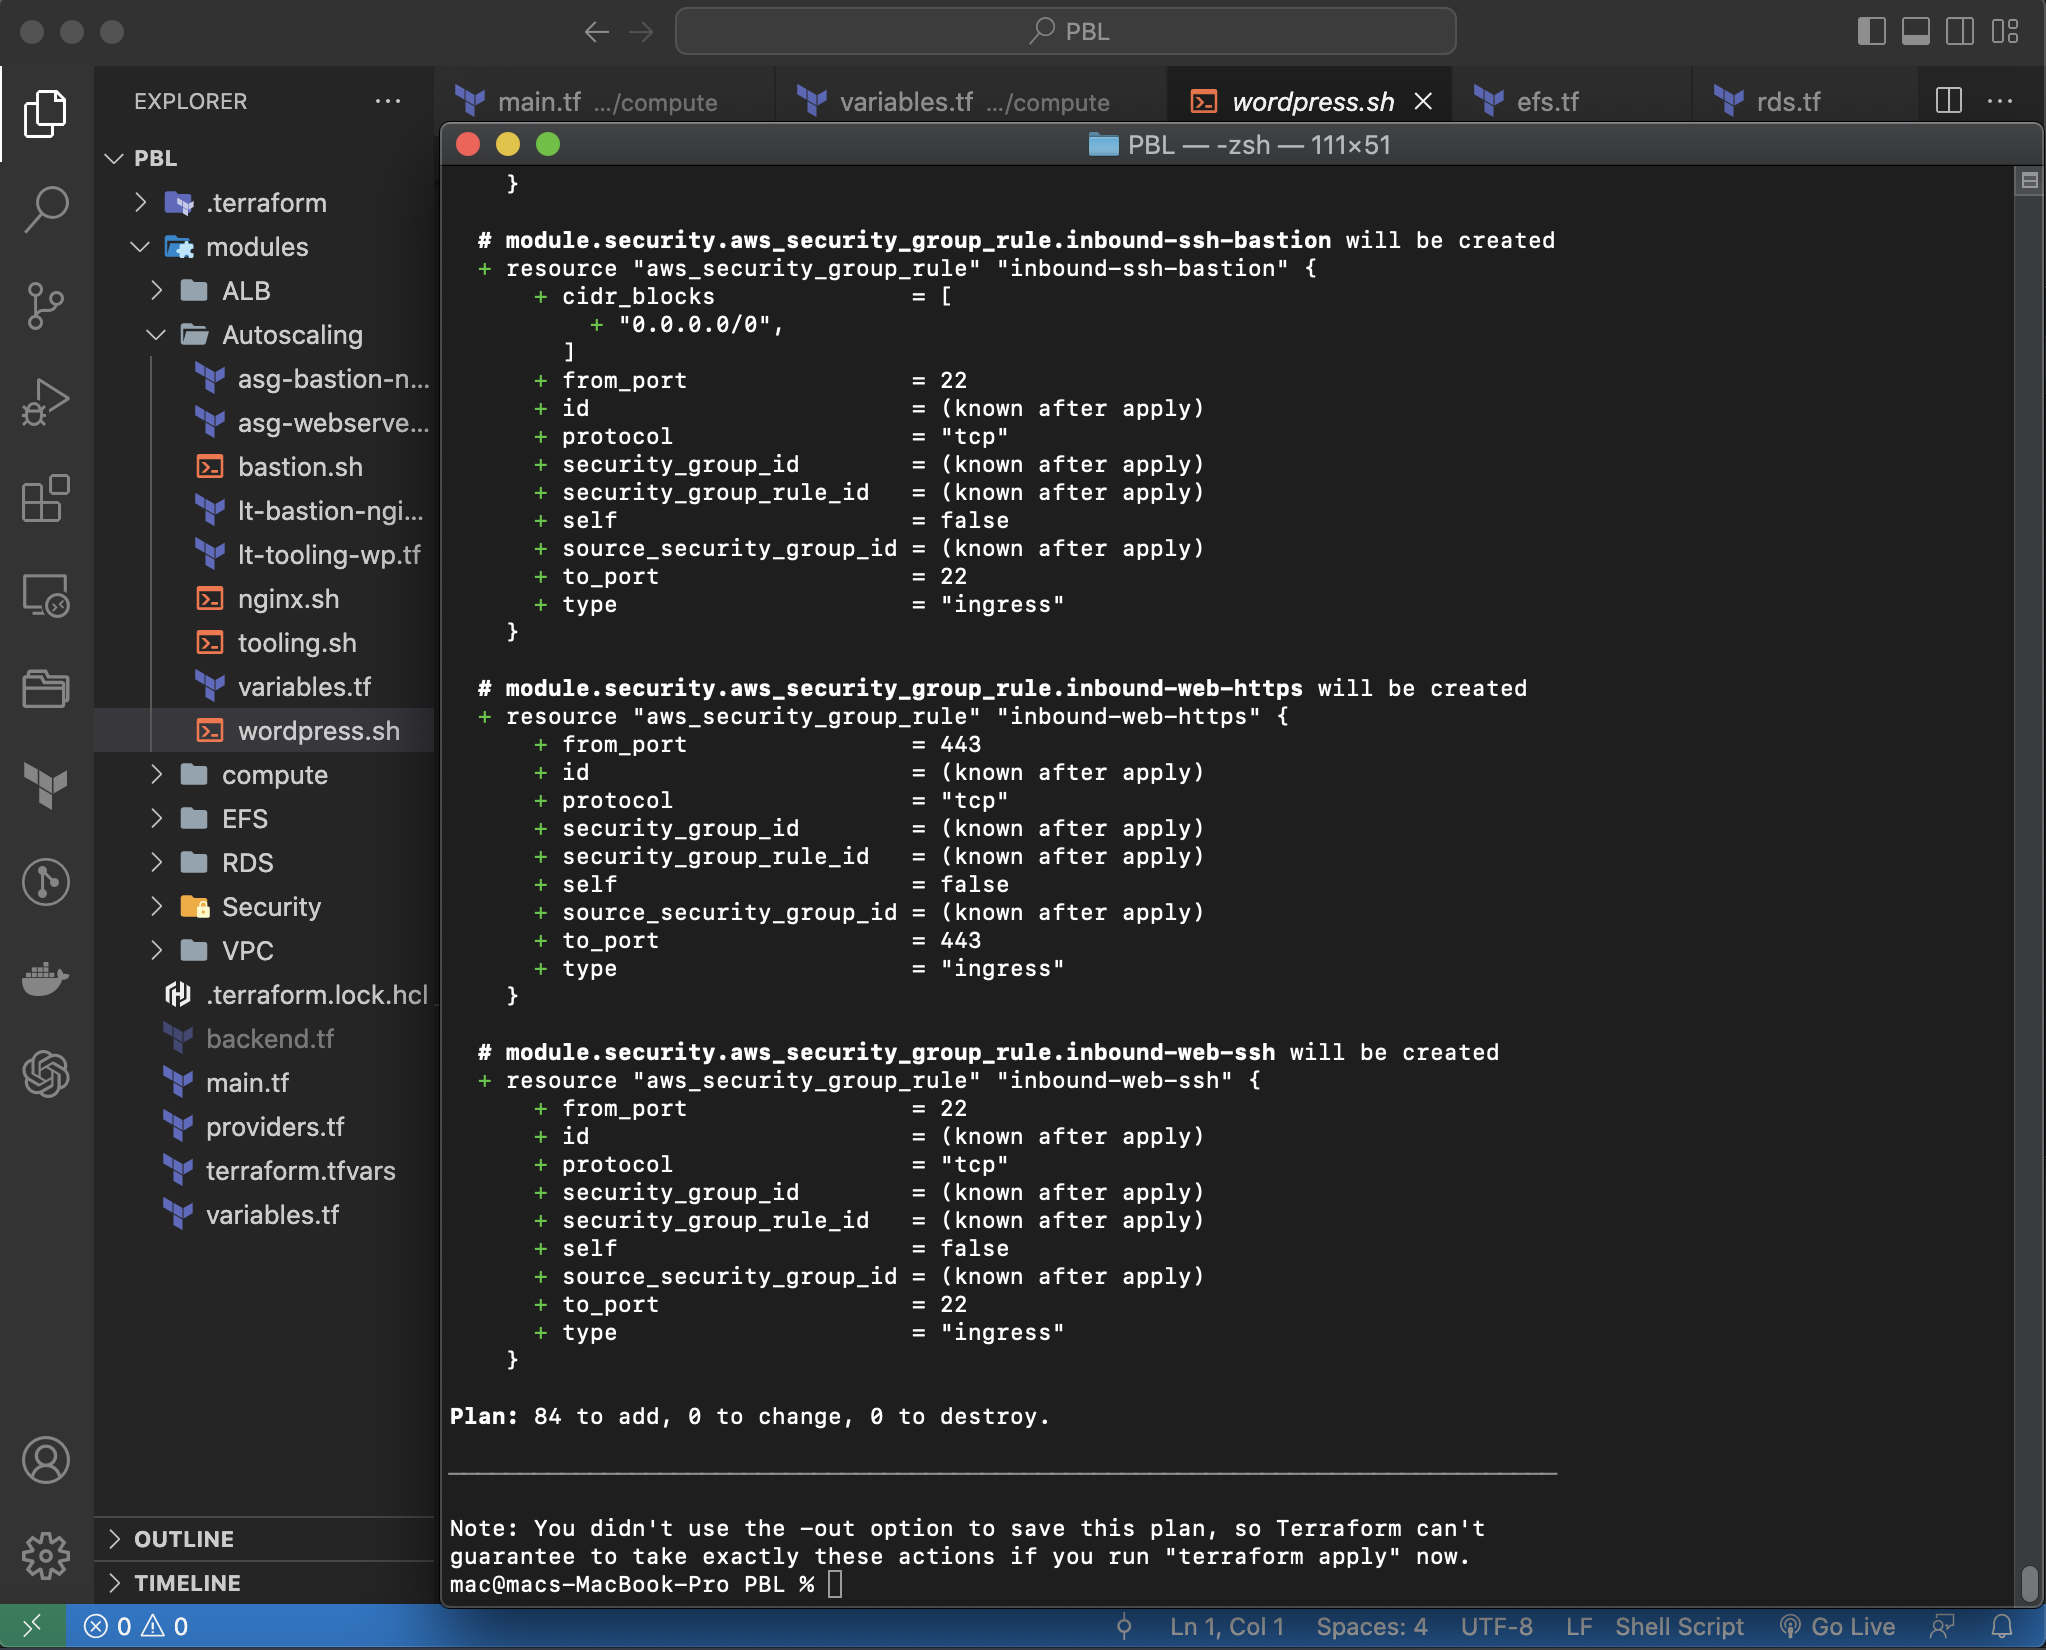 PBL
EXPLORER
main.tf .../compute
variables.tf .../compute
wordpress.sh
efs.tf
rds.tf
PBL
.terraform
modules
ALB
Autoscaling
asg-bastion-n...
asg-webserve...
bastion.sh
lt-bastion-ngi...
lt-tooling-wp.tf
nginx.sh
tooling.sh
variables.tf
wordpress.sh
compute
EFS
RDS
Security
VPC
.terraform.lock.hcl
backend.tf
main.tf
providers.tf
terraform.tfvars
variables.tf
OUTLINE
TIMELINE
PBL — -zsh — 111×51
}
# module.security.aws_security_group_rule.inbound-ssh-bastion will be created
+ resource "aws_security_group_rule" "inbound-ssh-bastion" {
+ cidr_blocks = [
+ "0.0.0.0/0",
]
+ from_port = 22
+ id = (known after apply)
+ protocol = "tcp"
+ security_group_id = (known after apply)
+ security_group_rule_id = (known after apply)
+ self = false
+ source_security_group_id = (known after apply)
+ to_port = 22
+ type = "ingress"
}
# module.security.aws_security_group_rule.inbound-web-https will be created
+ resource "aws_security_group_rule" "inbound-web-https" {
+ from_port = 443
+ id = (known after apply)
+ protocol = "tcp"
+ security_group_id = (known after apply)
+ security_group_rule_id = (known after apply)
+ self = false
+ source_security_group_id = (known after apply)
+ to_port = 443
+ type = "ingress"
}
# module.security.aws_security_group_rule.inbound-web-ssh will be created
+ resource "aws_security_group_rule" "inbound-web-ssh" {
+ from_port = 22
+ id = (known after apply)
+ protocol = "tcp"
+ security_group_id = (known after apply)
+ security_group_rule_id = (known after apply)
+ self = false
+ source_security_group_id = (known after apply)
+ to_port = 22
+ type = "ingress"
}
Plan: 84 to add, 0 to change, 0 to destroy.
Note: You didn't use the -out option to save this plan, so Terraform can't
guarantee to take exactly these actions if you run "terraform apply" now.
mac@macs-MacBook-Pro PBL %
0 0
Ln 1, Col 1 Spaces: 4 UTF-8 LF Shell Script Go Live